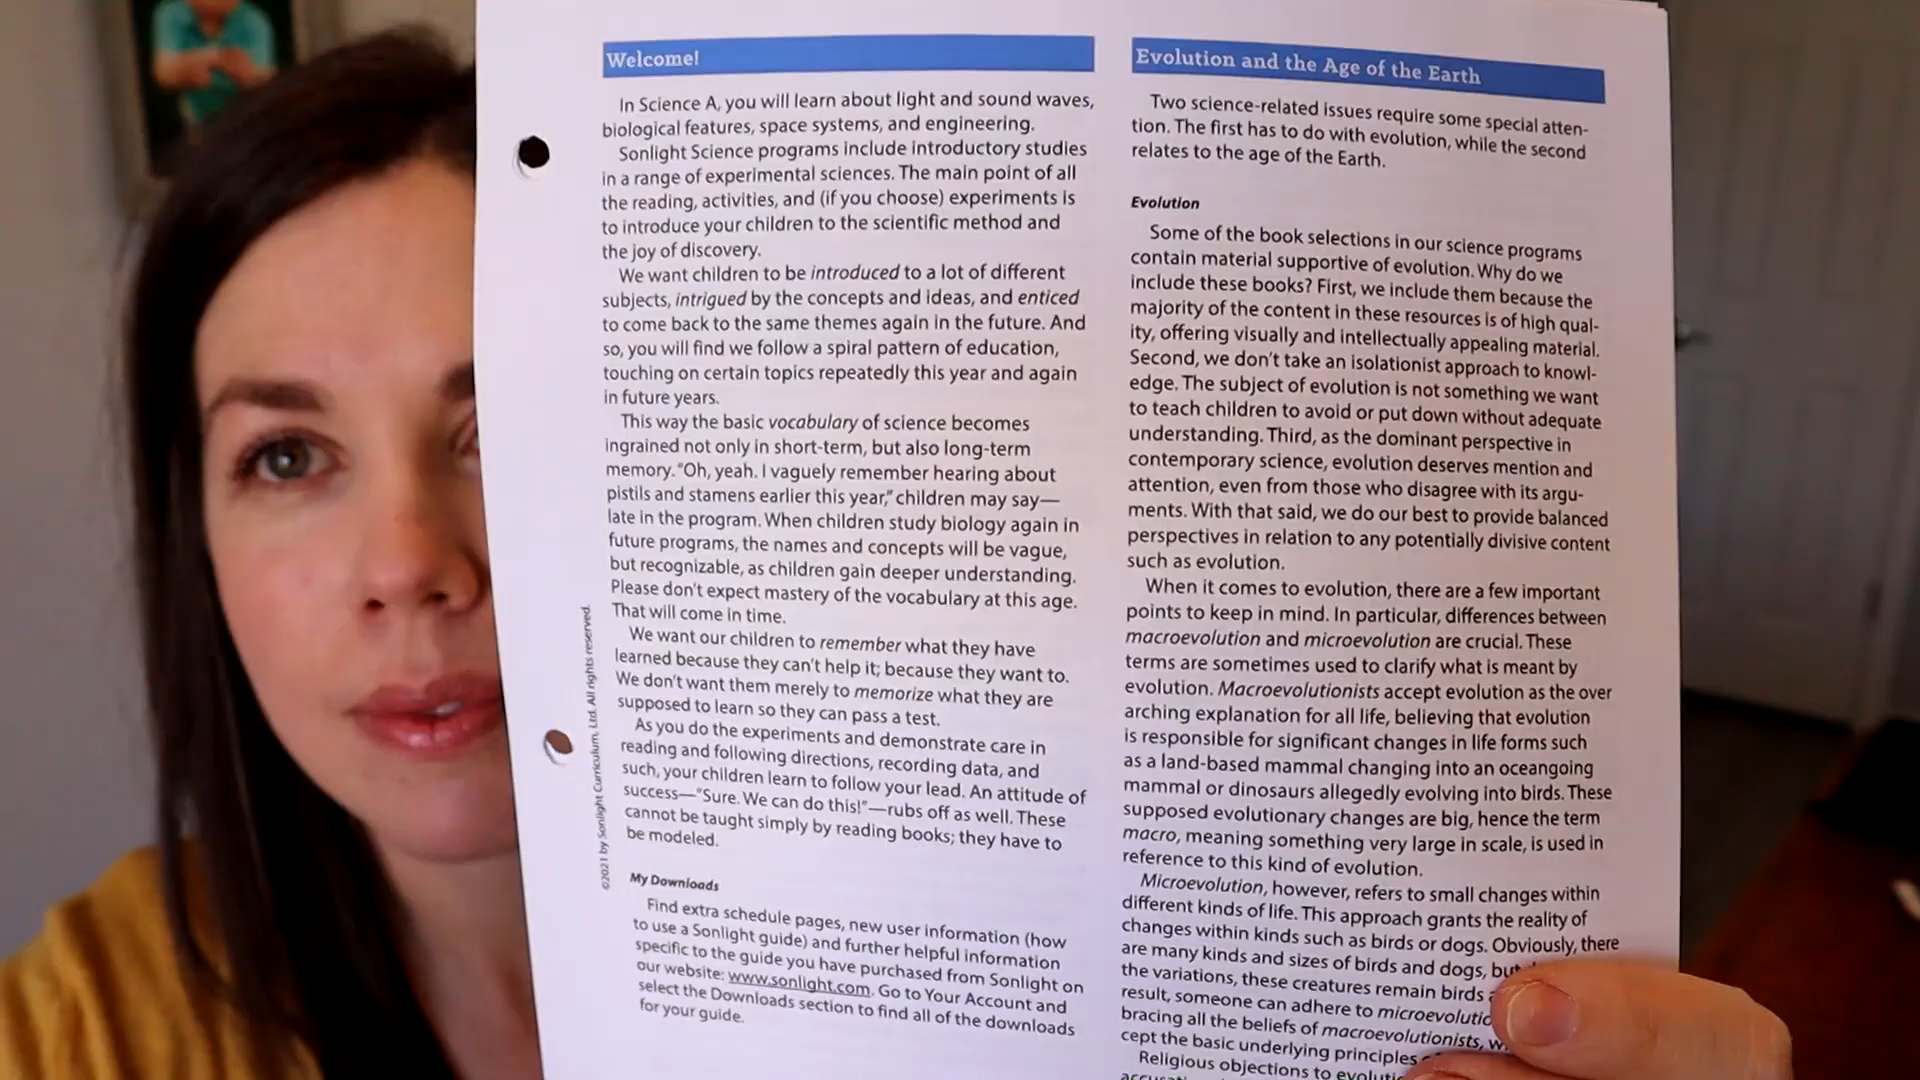 Welcome!
In Science A, you will learn about light and sound waves,
biological features, space systems, and engineering.
Sonlight Science programs include introductory studies
in a range of experimental sciences. The main point of all
the reading, activities, and (if you choose) experiments is
to introduce your children to the scientific method and
the joy of discovery.
We want children to be introduced to a lot of different
subjects, intrigued by the concepts and ideas, and enticed
to come back to the same themes again in the future. And
so, you will find we follow a spiral pattern of education,
touching on certain topics repeatedly this year and again
in future years.
This way the basic vocabulary of science becomes
ingrained not only in short-term, but also long-term
memory. "Oh, yeah. I vaguely remember hearing about
pistils and stamens earlier this year," children may say—
late in the program. When children study biology again in
future programs, the names and concepts will be vague,
but recognizable, as children gain deeper understanding.
Please don't expect mastery of the vocabulary at this age.
That will come in time.
We want our children to remember what they have
learned because they can't help it; because they want to.
We don't want them merely to memorize what they are
supposed to learn so they can pass a test.
As you do the experiments and demonstrate care in
reading and following directions, recording data, and
such, your children learn to follow your lead. An attitude of
success—"Sure. We can do this!"—rubs off as well. These
cannot be taught simply by reading books; they have to
be modeled.
My Downloads
Find extra schedule pages, new user information (how
to use a Sonlight guide) and further helpful information
specific to the guide you have purchased from Sonlight on
our website: www.sonlight.com. Go to Your Account and
select the Downloads section to find all of the downloads
for your guide.
©2021 by Sonlight Curriculum, Ltd. All rights reserved.
Evolution and the Age of the Earth
Two science-related issues require some special atten-
tion. The first has to do with evolution, while the second
relates to the age of the Earth.
Evolution
Some of the book selections in our science programs
contain material supportive of evolution. Why do we
include these books? First, we include them because the
majority of the content in these resources is of high qual-
ity, offering visually and intellectually appealing material.
Second, we don't take an isolationist approach to knowl-
edge. The subject of evolution is not something we want
to teach children to avoid or put down without adequate
understanding. Third, as the dominant perspective in
contemporary science, evolution deserves mention and
attention, even from those who disagree with its argu-
ments. With that said, we do our best to provide balanced
perspectives in relation to any potentially divisive content
such as evolution.
When it comes to evolution, there are a few important
points to keep in mind. In particular, differences between
macroevolution and microevolution are crucial. These
terms are sometimes used to clarify what is meant by
evolution. Macroevolutionists accept evolution as the over
arching explanation for all life, believing that evolution
is responsible for significant changes in life forms such
as a land-based mammal changing into an oceangoing
mammal or dinosaurs allegedly evolving into birds. These
supposed evolutionary changes are big, hence the term
macro, meaning something very large in scale, is used in
reference to this kind of evolution.
Microevolution, however, refers to small changes within
different kinds of life. This approach grants the reality of
changes within kinds such as birds or dogs. Obviously, there
are many kinds and sizes of birds and dogs, but
the variations, these creatures remain birds
result, someone can adhere to
bracing all the beliefs of macroevolutionists,
cept the basic underlying principles
Religious objections to